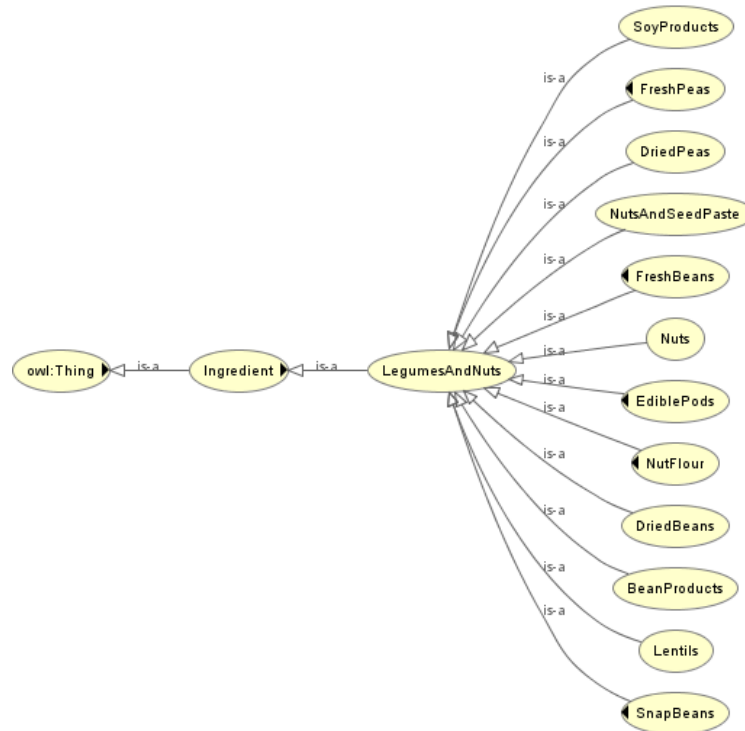 SoyProducts
is-a
FreshPeas
is-a
DriedPeas
is-a
NutsAndSeedPaste
is-a
FreshBeans
is-a
Nuts
is-a
owl:Thing
is-a
Ingredient
is-a
LegumesAndNuts
is-a
EdiblePods
is-a
NutFlour
is-a
DriedBeans
is-a
BeanProducts
is-a
Lentils
is-a
SnapBeans